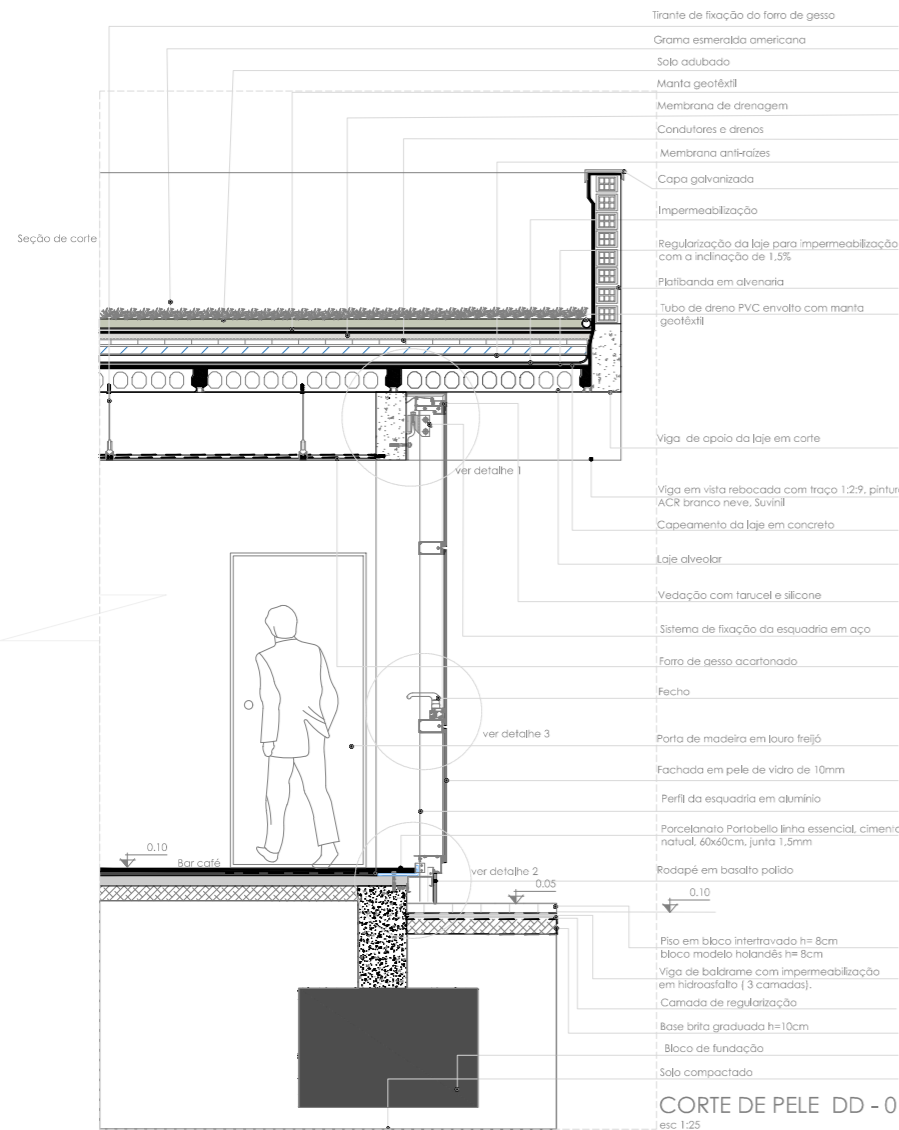 Tirante de fixação do forro de gesso
Grama esmeralda americana
Solo adubado
Manta geotêxtil
Membrana de drenagem
Condutores e drenos
Membrana anti-raízes
Capa galvanizada
Impermeabilização
Seção de corte
Regularização da laje para impermeabilização
com a inclinação de 1,5%
Platibanda em alvenaria
Tubo de dreno PVC envolto com manta
geotêxtil
Viga de apoio da laje em corte
ver detalhe 1
Viga em vista rebocada com traço 1:2:9, pintur
ACR branco neve, Suvinil
Capeamento da laje em concreto
Laje alveolar
Vedação com tarucel e silicone
Sistema de fixação da esquadria em aço
Forro de gesso acartonado
Fecho
ver detalhe 3
Porta de madeira em louro freijó
Fachada em pele de vidro de 10mm
Perfil da esquadria em alumínio
Porcelanato Portobello linha essencial, cimento
natual, 60x60cm, junta 1,5mm
0.10
Bar café
ver detalhe 2
Rodapé em basalto polido
0.05
0.10
Piso em bloco intertravado h= 8cm
bloco modelo holandês h= 8cm
Viga de baldrame com impermeabilização
em hidroasfalto ( 3 camadas).
Camada de regularização
Base brita graduada h=10cm
Bloco de fundação
Solo compactado
CORTE DE PELE DD - 0
esc 1:25